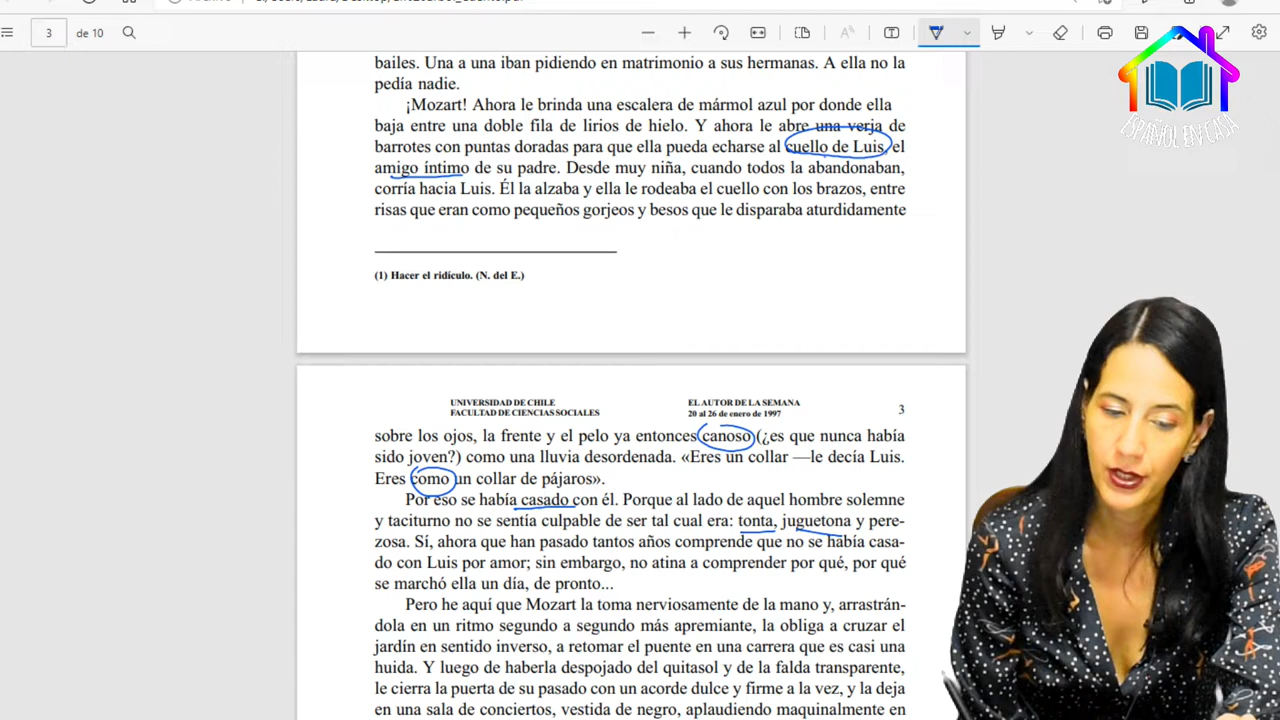 3 de 10
bailes. Una a una iban pidiendo en matrimonio a sus hermanas. A ella no la
pedía nadie.
¡Mozart! Ahora le brinda una escalera de mármol azul por donde ella
baja entre una doble fila de lirios de hielo. Y ahora le abre una verja de
barrotes con puntas doradas para que ella pueda echarse al cuello de Luis, el
amigo íntimo de su padre. Desde muy niña, cuando todos la abandonaban,
corría hacia Luis. Él la alzaba y ella le rodeaba el cuello con los brazos, entre
risas que eran como pequeños gorjeos y besos que le disparaba aturdidamente
(1) Hacer el ridículo. (N. del E.)
ESPAÑOL EN CASA
UNIVERSIDAD DE CHILE
FACULTAD DE CIENCIAS SOCIALES
EL AUTOR DE LA SEMANA
20 al 26 de enero de 1997
3
sobre los ojos, la frente y el pelo ya entonces canoso (¿es que nunca había
sido joven?) como una lluvia desordenada. «Eres un collar —le decía Luis.
Eres como un collar de pájaros».
Por eso se había casado con él. Porque al lado de aquel hombre solemne
y taciturno no se sentía culpable de ser tal cual era: tonta, juguetona y pere-
zosa. Sí, ahora que han pasado tantos años comprende que no se había casa-
do con Luis por amor; sin embargo, no atina a comprender por qué, por qué
se marchó ella un día, de pronto...
Pero he aquí que Mozart la toma nerviosamente de la mano y, arrastrán-
dola en un ritmo segundo a segundo más apremiante, la obliga a cruzar el
jardín en sentido inverso, a retomar el puente en una carrera que es casi una
huida. Y luego de haberla despojado del quitasol y de la falda transparente,
le cierra la puerta de su pasado con un acorde dulce y firme a la vez, y la deja
en una sala de conciertos, vestida de negro, aplaudiendo maquinalmente en